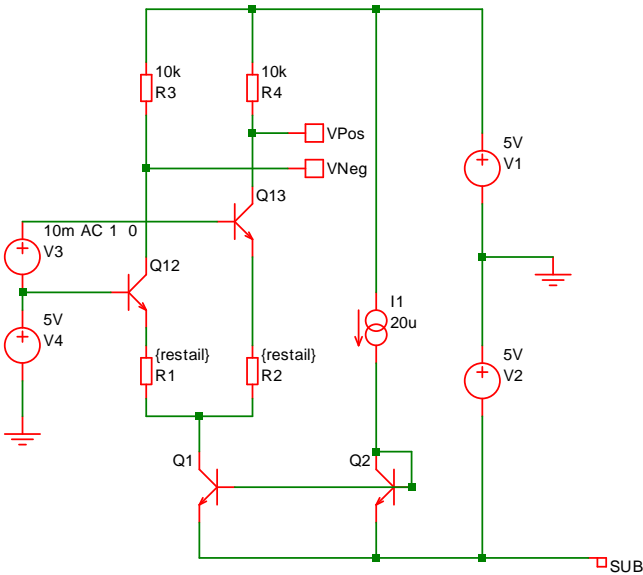 10k
R3
10k
R4
VPos
VNeg
5V
V1
Q13
10m AC 1 0
V3
Q12
5V
V4
I1
20u
{restail}
R1
{restail}
R2
5V
V2
Q1
Q2
SUB